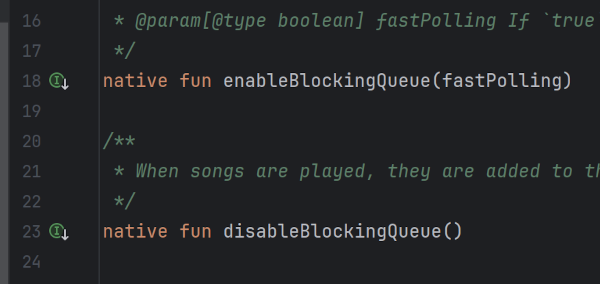 16 * @param[@type boolean] fastPolling If `true
17 */
18 native fun enableBlockingQueue(fastPolling)
19
20 /**
21 * When songs are played, they are added to th
22 */
23 native fun disableBlockingQueue()
24